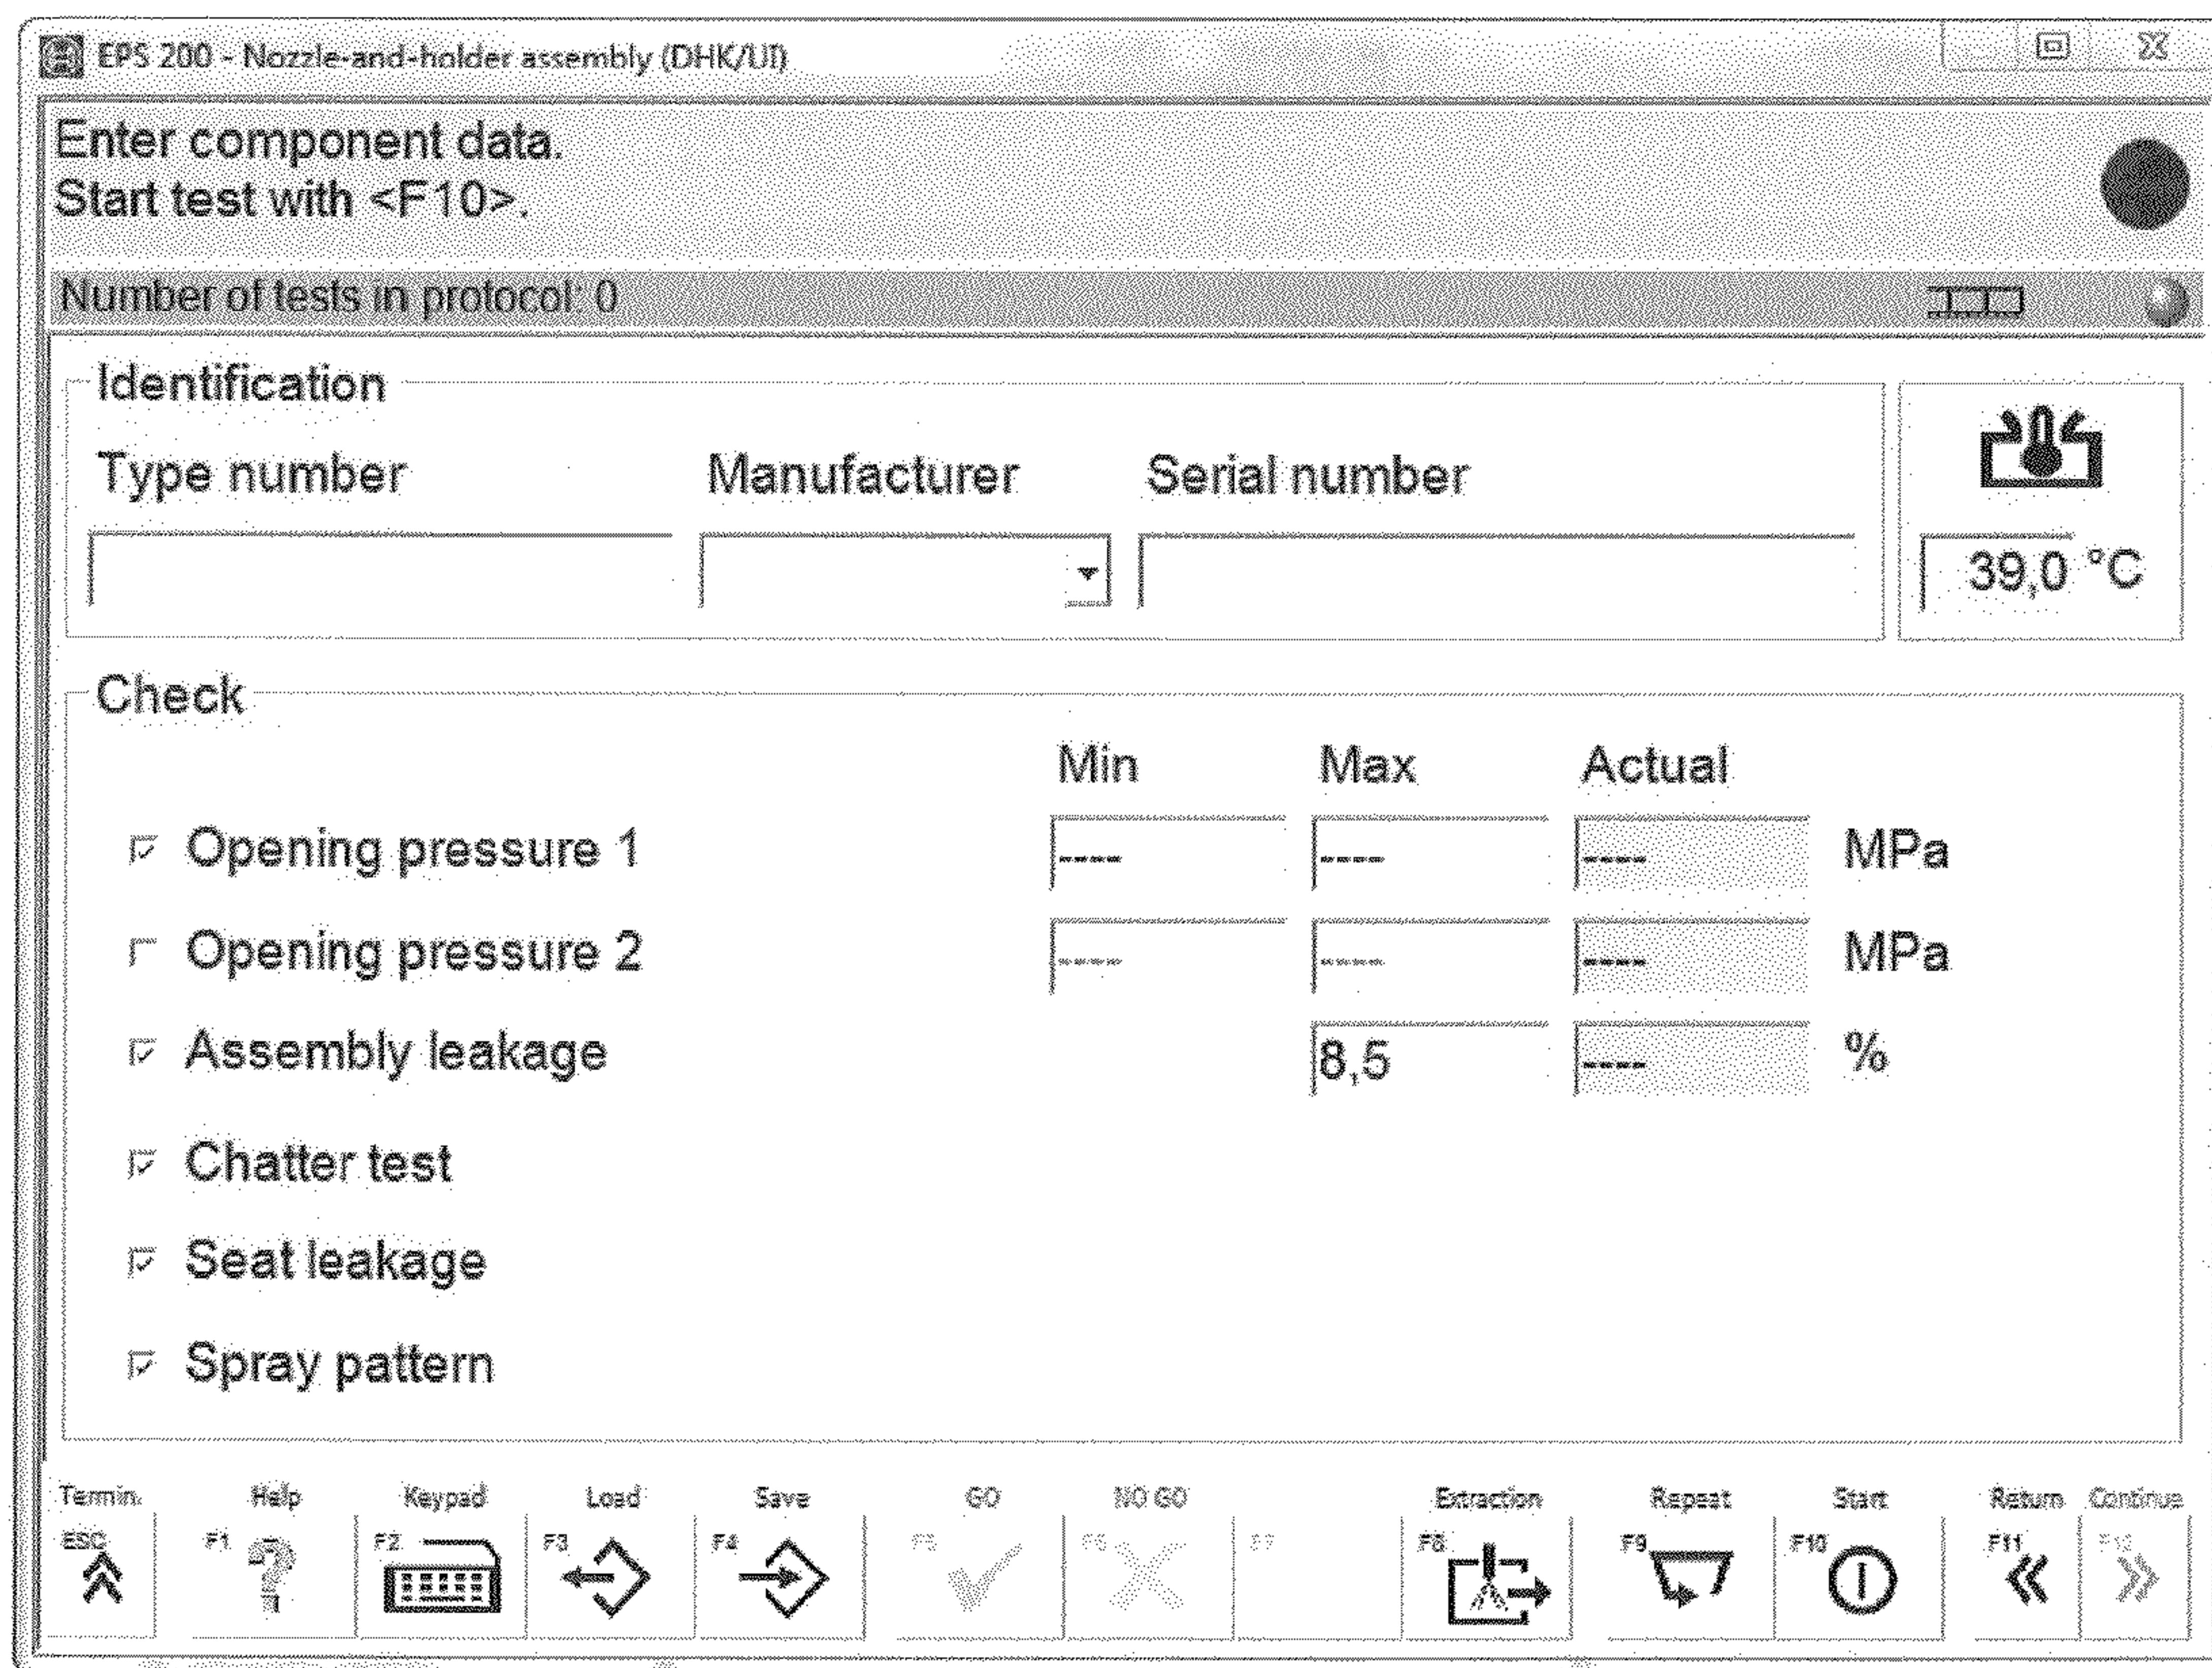 EPS 200 - Nozzle-and-holder assembly (DHK/UI)
Enter component data.
Start test with <F10>.
Number of tests in protocol: 0
Identification
Type number Manufacturer Serial number
39,0 °C
Check
Min Max Actual
Opening pressure 1 ---- ---- ---- MPa
Opening pressure 2 ---- ---- ---- MPa
Assembly leakage 8,5 ---- %
Chatter test
Seat leakage
Spray pattern
Termin. Help Keypad Load Save GO NO GO Extraction Repeat Start Return Continue
ESC F1 F2 F3 F4 F5 F6 F7 F8 F9 F10 F11 F12